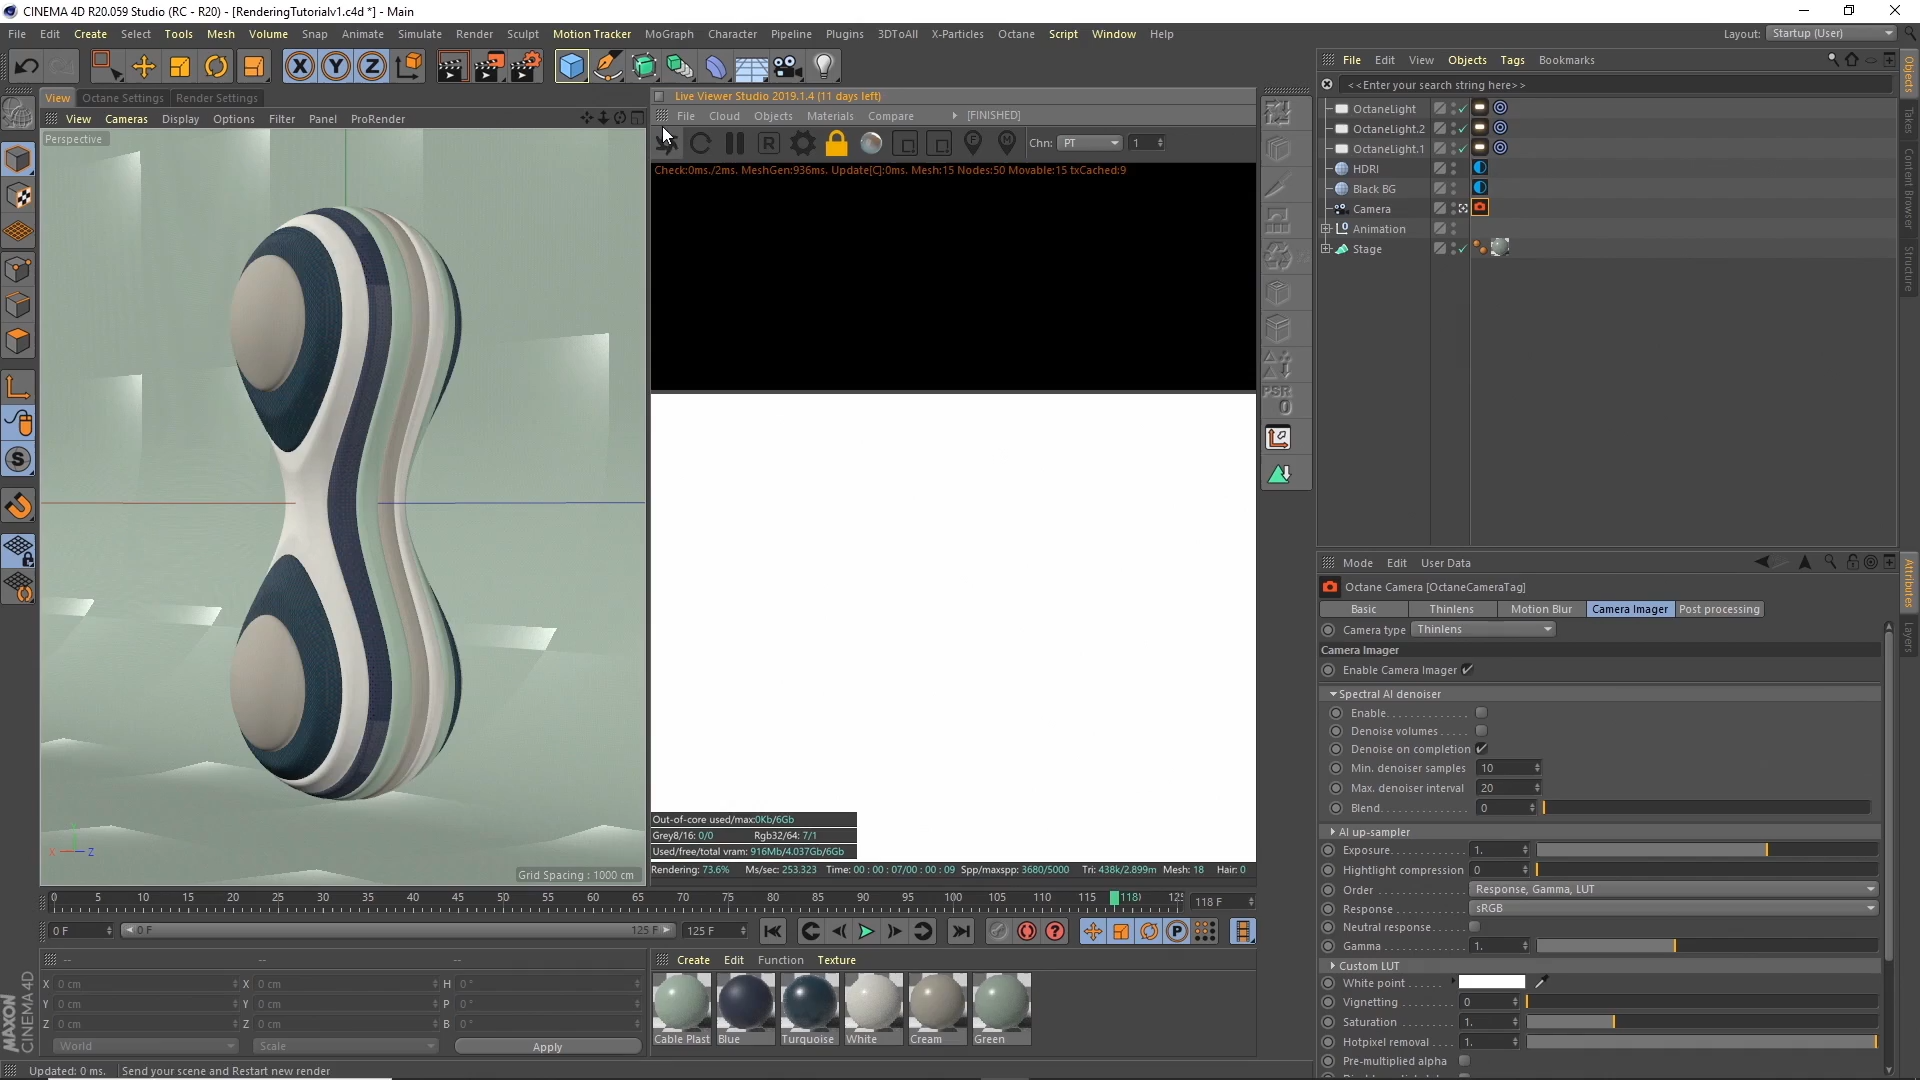 CINEMA 4D R20.059 Studio (RC - R20) - [RenderingTutorialv1.c4d *] - Main
File Edit Create Select Tools Mesh Volume Snap Animate Simulate Render Sculpt Motion Tracker MoGraph Character Pipeline Plugins 3DToAll X-Particles Octane Script Window Help
Layout: Startup (User)
View Octane Settings Render Settings
View Cameras Display Options Filter Panel ProRender
Perspective
Grid Spacing : 1000 cm
X Z
Live Viewer Studio 2019.1.4 (11 days left)
File Cloud Objects Materials Compare [FINISHED]
Chn: PT 1
Check:0ms./2ms. MeshGen:936ms. Update[C]:0ms. Mesh:15 Nodes:50 Movable:15 txCached:9
Out-of-core used/max:0Kb/6Gb
Grey8/16: 0/0 Rgb32/64: 7/1
Used/free/total vram: 916Mb/4.037Gb/6Gb
Rendering: 73.6% Ms/sec: 253.323 Time: 00 : 00 : 07/00 : 00 : 09 Spp/maxspp: 3680/5000 Tri: 438k/2.899m Mesh: 18 Hair: 0
PSR
0
File Edit View Objects Tags Bookmarks
<<Enter your search string here>>
OctaneLight
OctaneLight.2
OctaneLight.1
HDRI
Black BG
Camera
Animation
Stage
Objects
Takes
Content Browser
Structure
Mode Edit User Data
Octane Camera [OctaneCameraTag]
Basic Thinlens Motion Blur Camera Imager Post processing
Camera type Thinlens
Camera Imager
Enable Camera Imager
Spectral AI denoiser
Enable
Denoise volumes
Denoise on completion
Min. denoiser samples 10
Max. denoiser interval 20
Blend 0
AI up-sampler
Exposure 1.
Hightlight compression 0
Order Response, Gamma, LUT
Response sRGB
Neutral response
Gamma 1.
Custom LUT
White point
Vignetting 0
Saturation 1.
Hotpixel removal 1.
Pre-multiplied alpha
Attributes
Layers
0 5 10 15 20 25 30 35 40 45 50 55 60 65 70 75 80 85 90 95 100 105 110 115 118 125
118 F
0 F 0 F 125 F 125 F
-- -- --
X 0 cm X 0 cm H 0 °
Y 0 cm Y 0 cm P 0 °
Z 0 cm Z 0 cm B 0 °
World Scale Apply
Create Edit Function Texture
Cable Plast Blue Turquoise White Cream Green
MAXON
CINEMA 4D
Updated: 0 ms. Send your scene and Restart new render
X Y Z
S
R
F
M
P